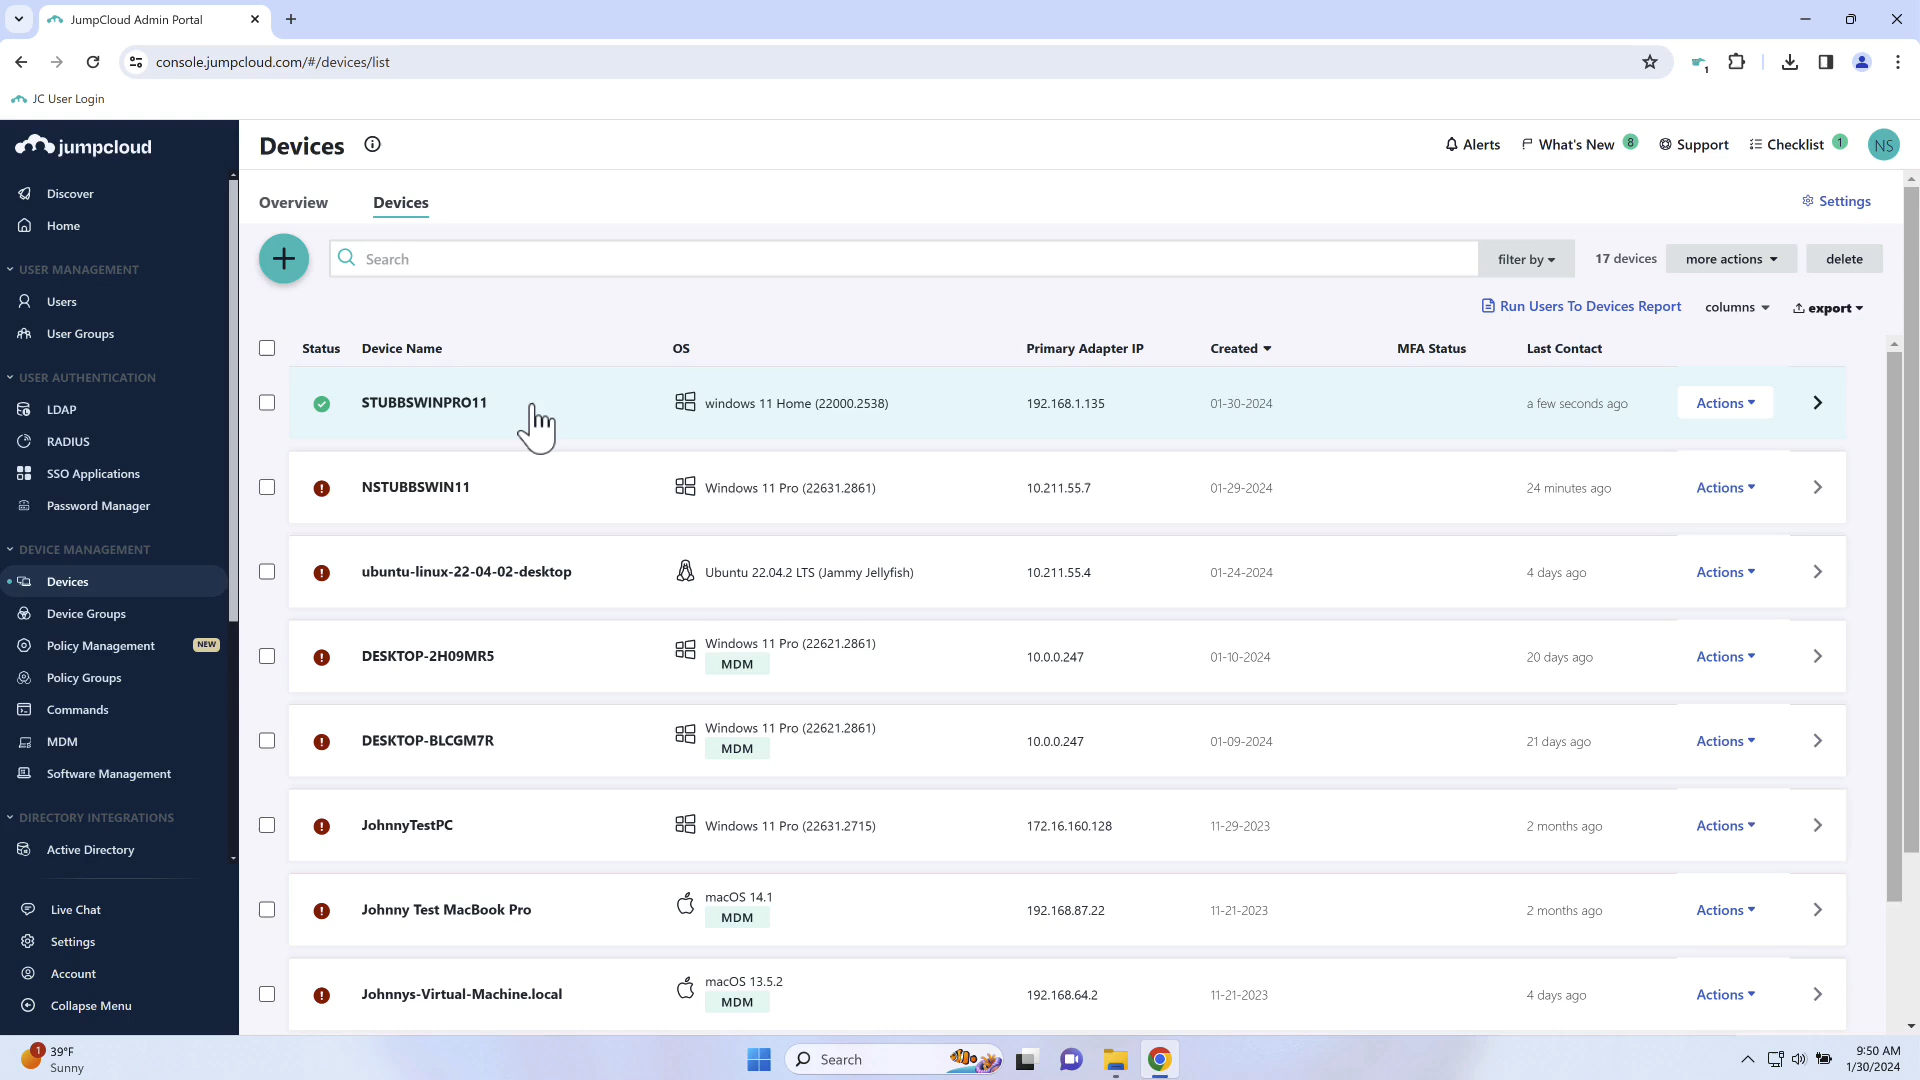 JumpCloud Admin Portal
console.jumpcloud.com/#/devices/list
1
JC User Login
jumpcloud
Devices
Alerts
What's New 8
Support
Checklist 1
NS
Discover
Home
USER MANAGEMENT
Users
User Groups
USER AUTHENTICATION
LDAP
RADIUS
SSO Applications
Password Manager
DEVICE MANAGEMENT
Devices
Device Groups
Policy Management NEW
Policy Groups
Commands
MDM
Software Management
DIRECTORY INTEGRATIONS
Active Directory
Live Chat
Settings
Account
Collapse Menu
Overview Devices Settings
Search filter by 17 devices more actions delete
Run Users To Devices Report columns export
Status Device Name OS Primary Adapter IP Created MFA Status Last Contact
STUBBSWINPRO11 windows 11 Home (22000.2538) 192.168.1.135 01-30-2024 a few seconds ago Actions
NSTUBBSWIN11 Windows 11 Pro (22631.2861) 10.211.55.7 01-29-2024 24 minutes ago Actions
ubuntu-linux-22-04-02-desktop Ubuntu 22.04.2 LTS (Jammy Jellyfish) 10.211.55.4 01-24-2024 4 days ago Actions
DESKTOP-2H09MR5 Windows 11 Pro (22621.2861) 10.0.0.247 01-10-2024 20 days ago Actions
MDM
DESKTOP-BLCGM7R Windows 11 Pro (22621.2861) 10.0.0.247 01-09-2024 21 days ago Actions
MDM
JohnnyTestPC Windows 11 Pro (22631.2715) 172.16.160.128 11-29-2023 2 months ago Actions
Johnny Test MacBook Pro macOS 14.1 192.168.87.22 11-21-2023 2 months ago Actions
MDM
Johnnys-Virtual-Machine.local macOS 13.5.2 192.168.64.2 11-21-2023 4 days ago Actions
MDM
1 39°F
Sunny
Search
9:50 AM
1/30/2024